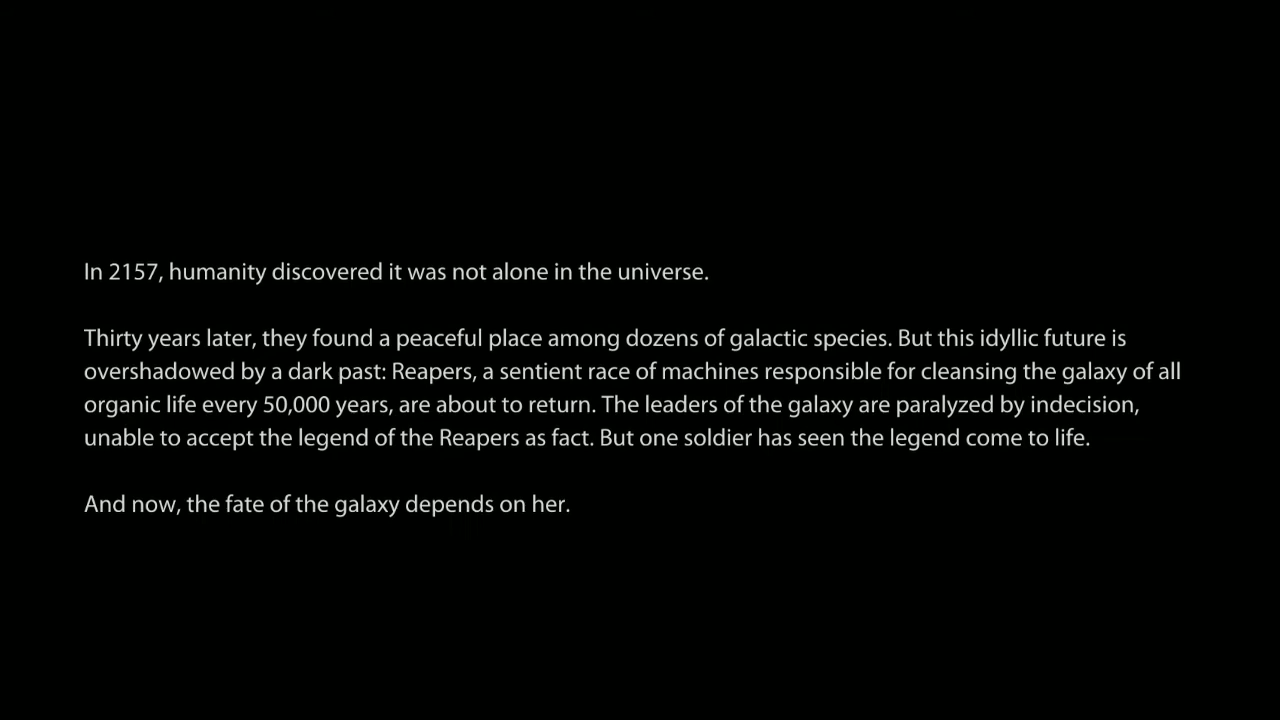 In 2157, humanity discovered it was not alone in the universe.
Thirty years later, they found a peaceful place among dozens of galactic species. But this idyllic future is
overshadowed by a dark past: Reapers, a sentient race of machines responsible for cleansing the galaxy of all
organic life every 50,000 years, are about to return. The leaders of the galaxy are paralyzed by indecision,
unable to accept the legend of the Reapers as fact. But one soldier has seen the legend come to life.
And now, the fate of the galaxy depends on her.